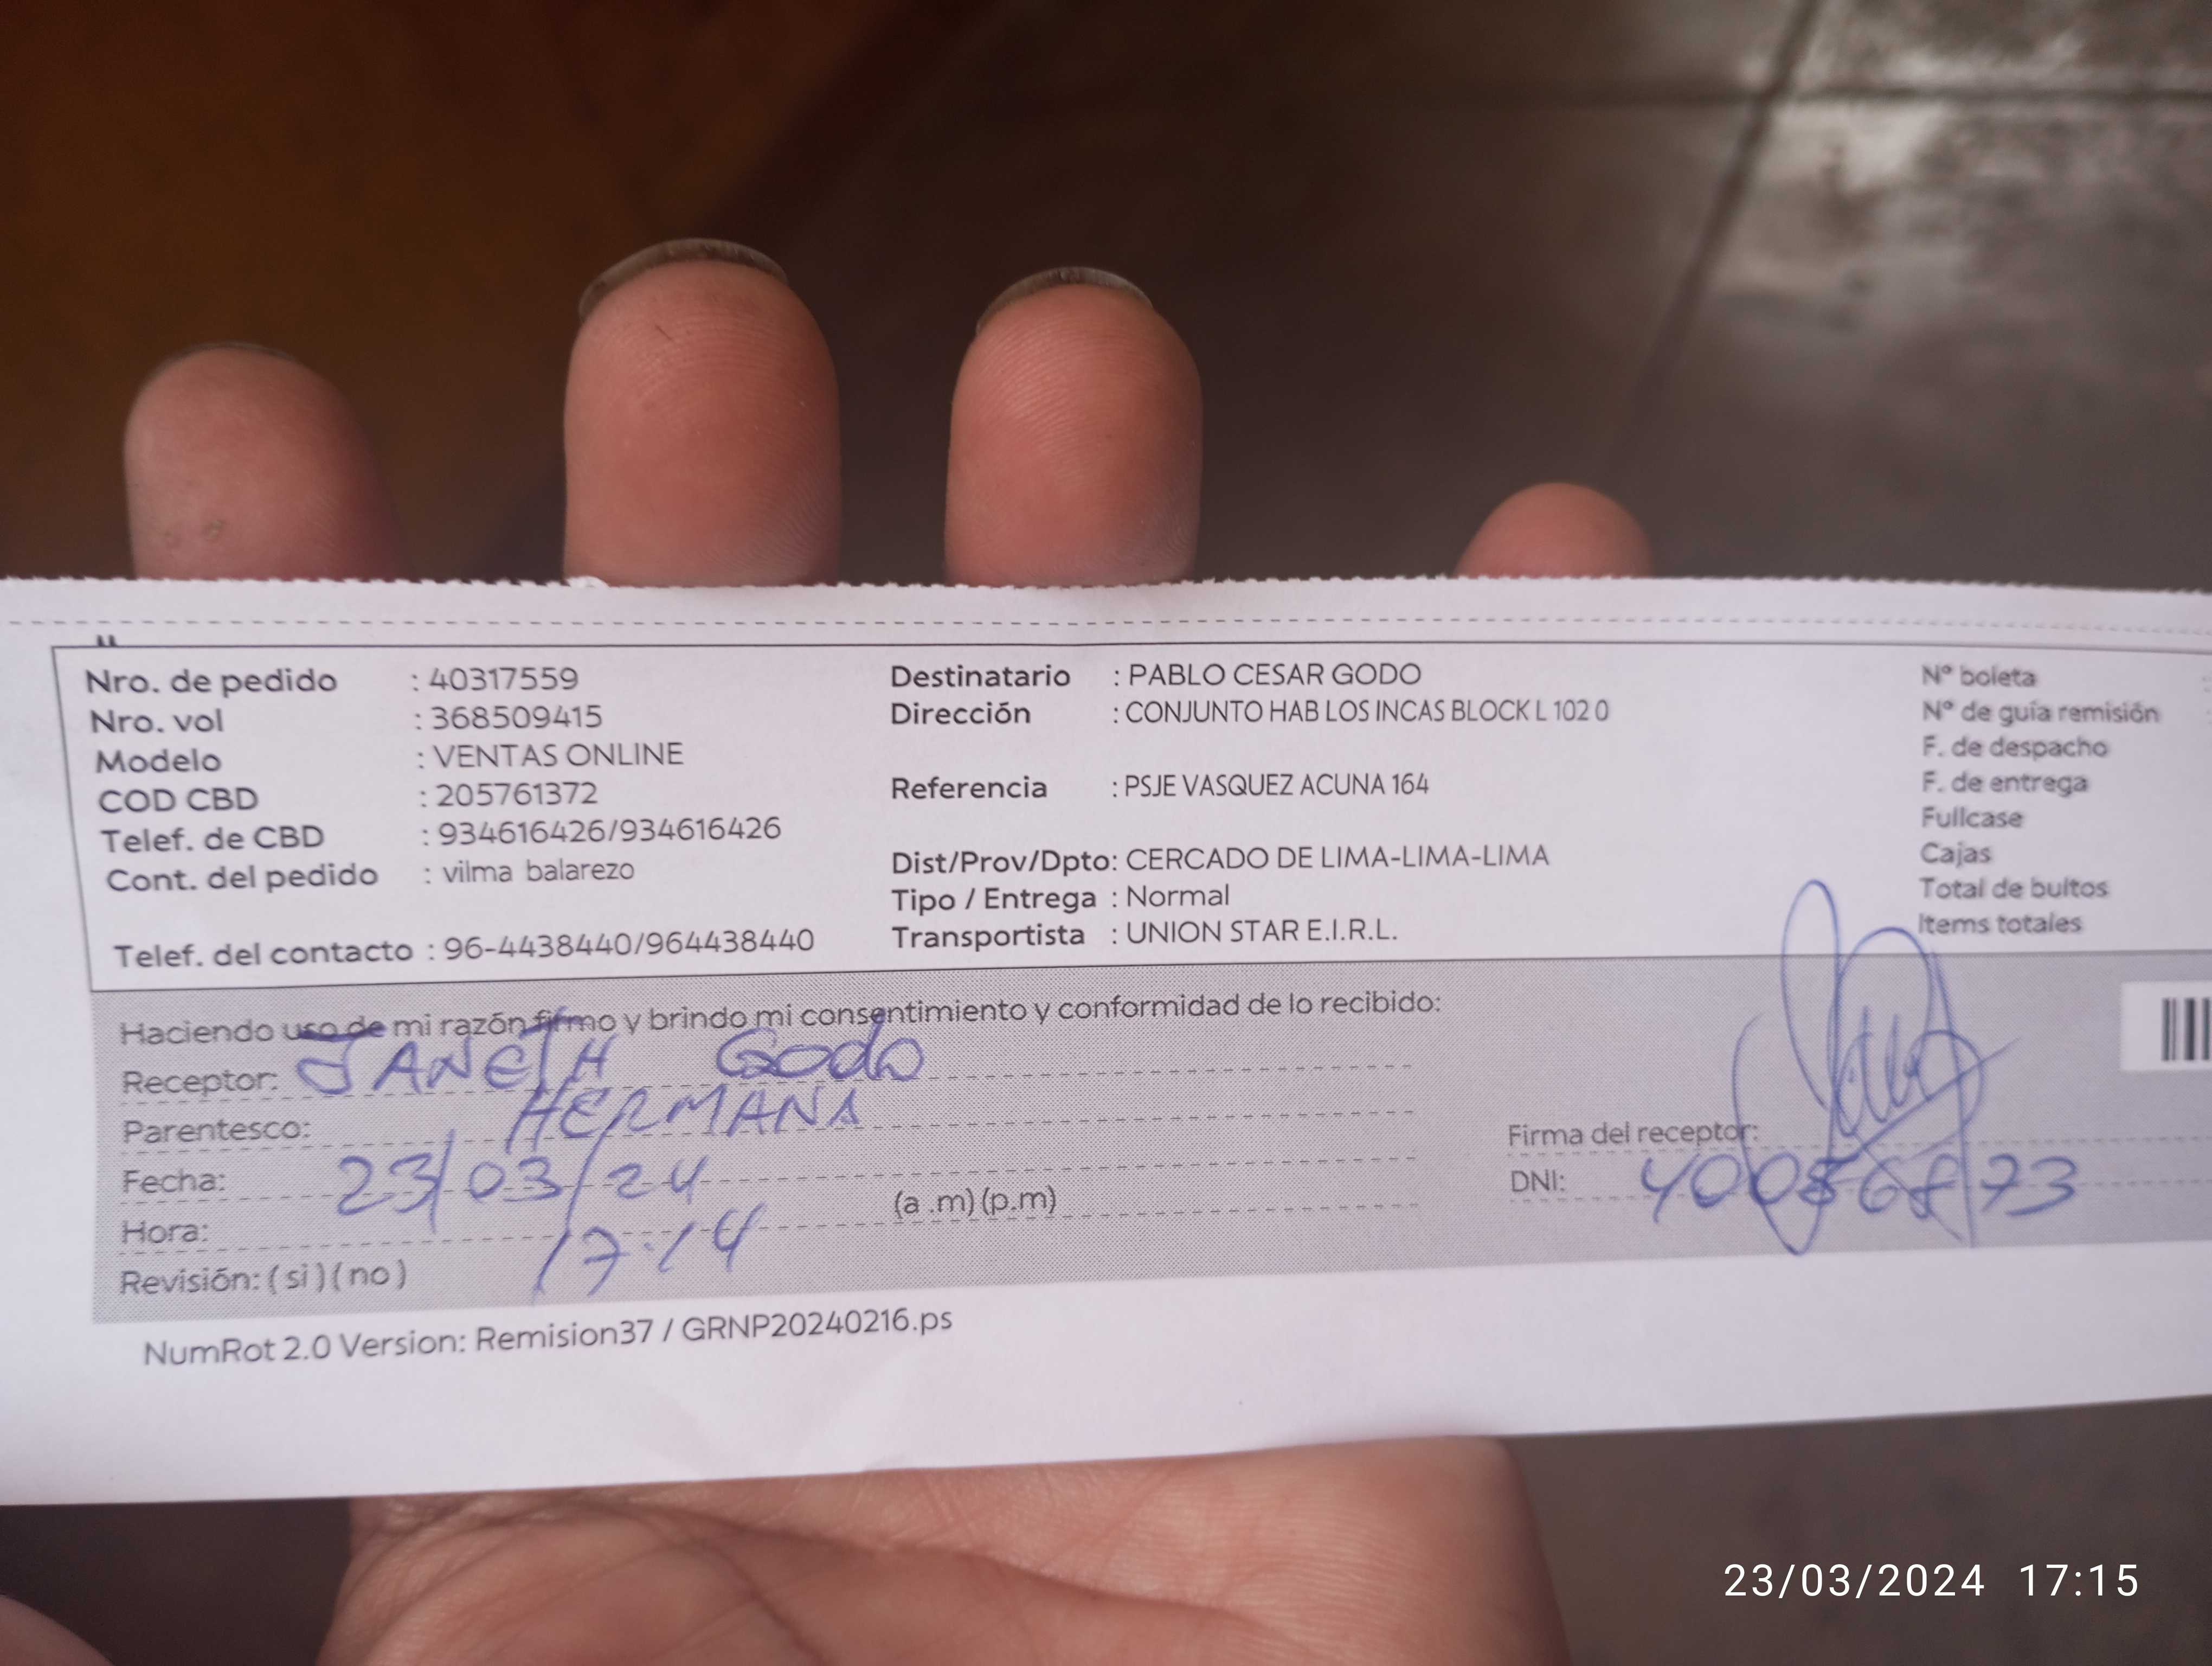 Nro. de pedido : 40317559
Nro. vol : 368509415
Modelo : VENTAS ONLINE
COD CBD : 205761372
Telef. de CBD : 934616426/934616426
Cont. del pedido : vilma balarezo
Telef. del contacto : 96-4438440/964438440
Destinatario : PABLO CESAR GODO
Dirección : CONJUNTO HAB LOS INCAS BLOCK L 102 0
Referencia : PSJE VASQUEZ ACUNA 164
Dist/Prov/Dpto: CERCADO DE LIMA-LIMA-LIMA
Tipo / Entrega : Normal
Transportista : UNION STAR E.I.R.L.
Nº boleta
Nº de guía remisión
F. de despacho
F. de entrega
Fullcase
Cajas
Total de bultos
Items totales
Haciendo uso de mi razón firmo y brindo mi consentimiento y conformidad de lo recibido:
Receptor: JANETH Godo
Parentesco: HERMANA
Fecha: 23/03/24
Hora: 17:14 (a .m) (p.m)
Revisión: ( si ) ( no )
Firma del receptor:
DNI:
NumRot 2.0 Version: Remision37 / GRNP20240216.ps
23/03/2024 17:15